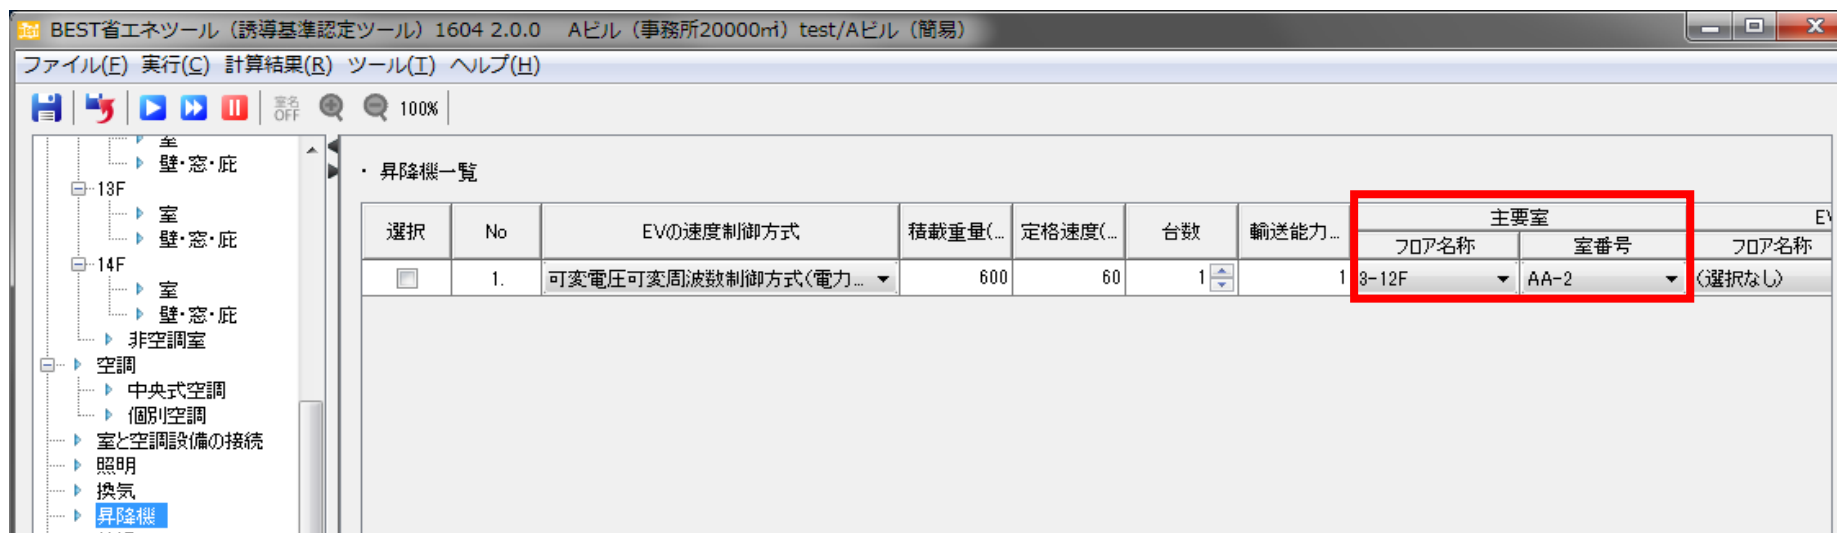 BEST省エネツール（誘導基準認定ツール）1604 2.0.0 Aビル（事務所20000㎡）test/Aビル（簡易）
ファイル(F) 実行(C) 計算結果(R) ツール(T) ヘルプ(H)
室名 OFF 100%
室
壁・窓・庇
13F
室
壁・窓・庇
14F
室
壁・窓・庇
非空調室
空調
中央式空調
個別空調
室と空調設備の接続
照明
換気
昇降機
・ 昇降機一覧
選択 No EVの速度制御方式 積載重量(... 定格速度(... 台数 輸送能力... 主要室 EV
フロア名称 室番号 フロア名称
1. 可変電圧可変周波数制御方式(電力... 600 60 1 1 3-12F AA-2 (選択なし)